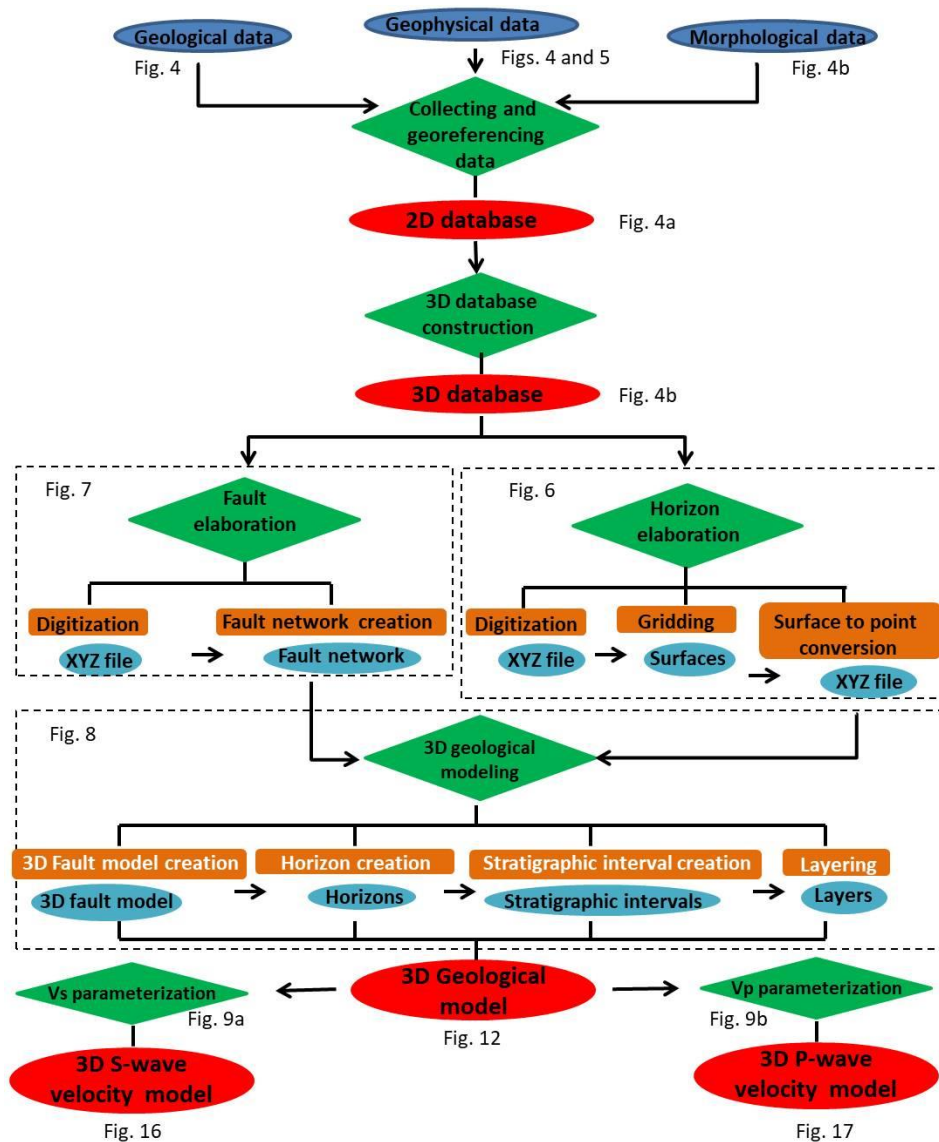 Geological data
Geophysical data
Morphological data
Fig. 4
Figs. 4 and 5
Fig. 4b
Collecting and
georeferencing
data
2D database
Fig. 4a
3D database
construction
3D database
Fig. 4b
Fig. 7
Fault
elaboration
Digitization
Fault network creation
XYZ file
Fault network
Fig. 6
Horizon
elaboration
Digitization
Gridding
Surface to point
conversion
XYZ file
Surfaces
XYZ file
Fig. 8
3D geological
modeling
3D Fault model creation
Horizon creation
Stratigraphic interval creation
Layering
3D fault model
Horizons
Stratigraphic intervals
Layers
Vs parameterization
3D Geological
model
Vp parameterization
Fig. 9a
Fig. 12
Fig. 9b
3D S-wave
velocity model
3D P-wave
velocity model
Fig. 16
Fig. 17